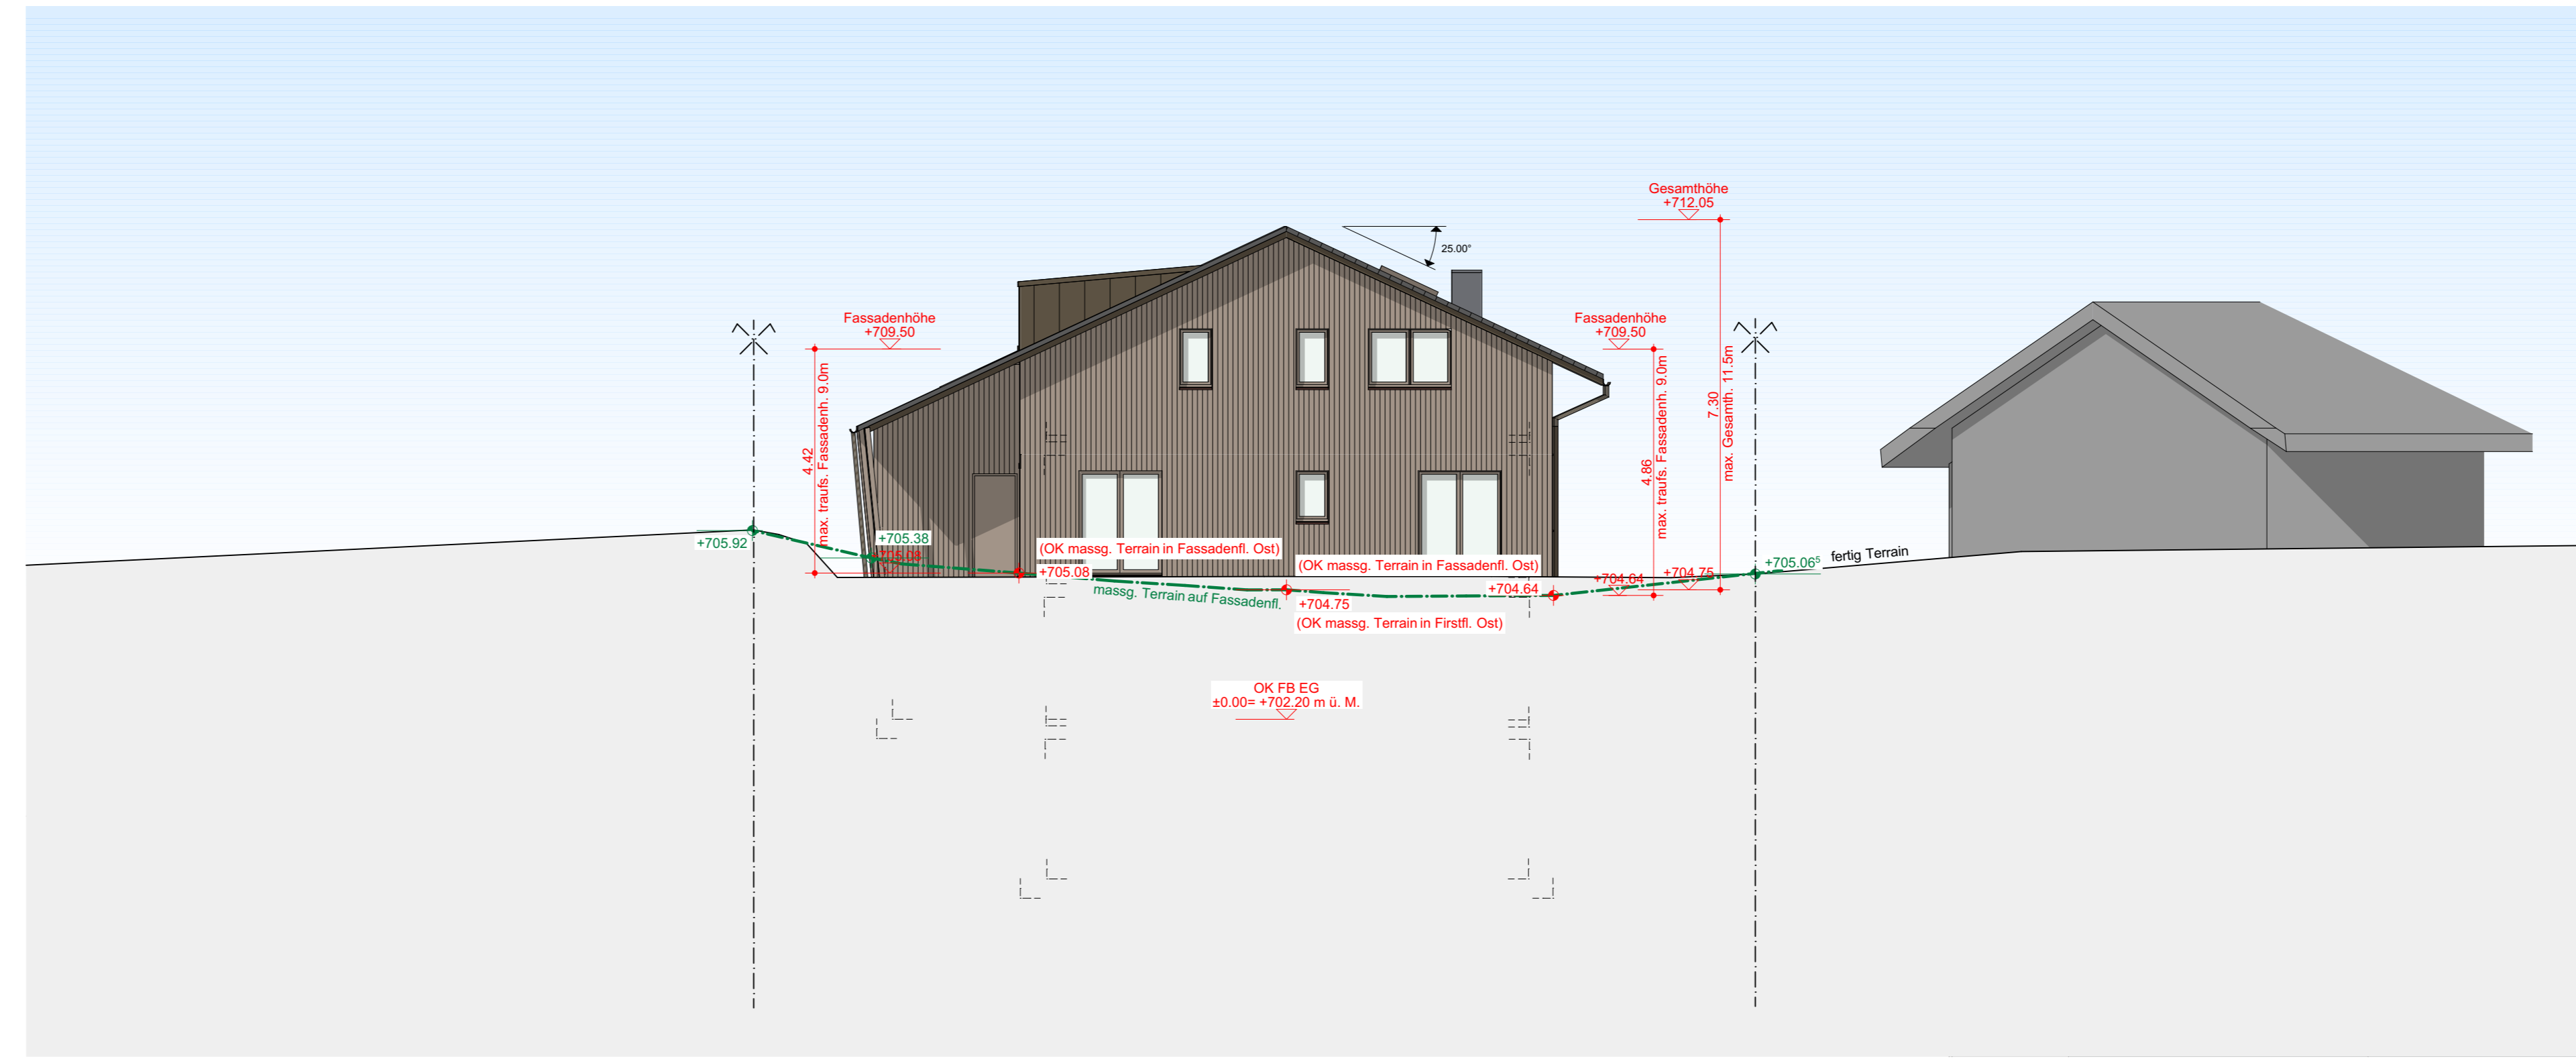 Gesamthöhe
+712.05
25.00°
Fassadenhöhe
+709.50
Fassadenhöhe
+709.50
4.42
max. traufs. Fassadenh. 9.0m
4.86
max. traufs. Fassadenh. 9.0m
7.30
max. Gesamth. 11.5m
+705.92
+705.38
+705.08
(OK massg. Terrain in Fassadenfl. Ost)
+705.08
(OK massg. Terrain in Fassadenfl. Ost)
+704.64
+704.64
+704.75
+705.06⁵
fertig Terrain
massg. Terrain auf Fassadenfl.
+704.75
(OK massg. Terrain in Firstfl. Ost)
OK FB EG
±0.00= +702.20 m ü. M.